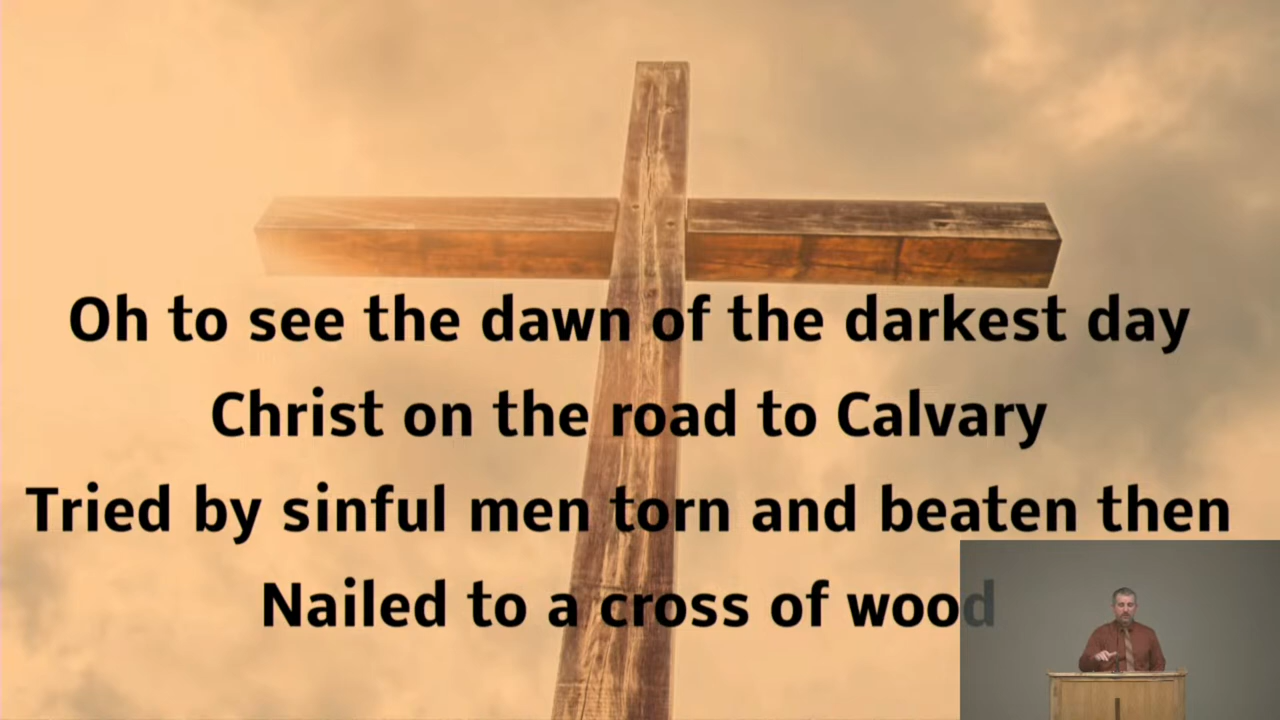 Oh to see the dawn of the darkest day
Christ on the road to Calvary
Tried by sinful men torn and beaten then
Nailed to a cross of wood